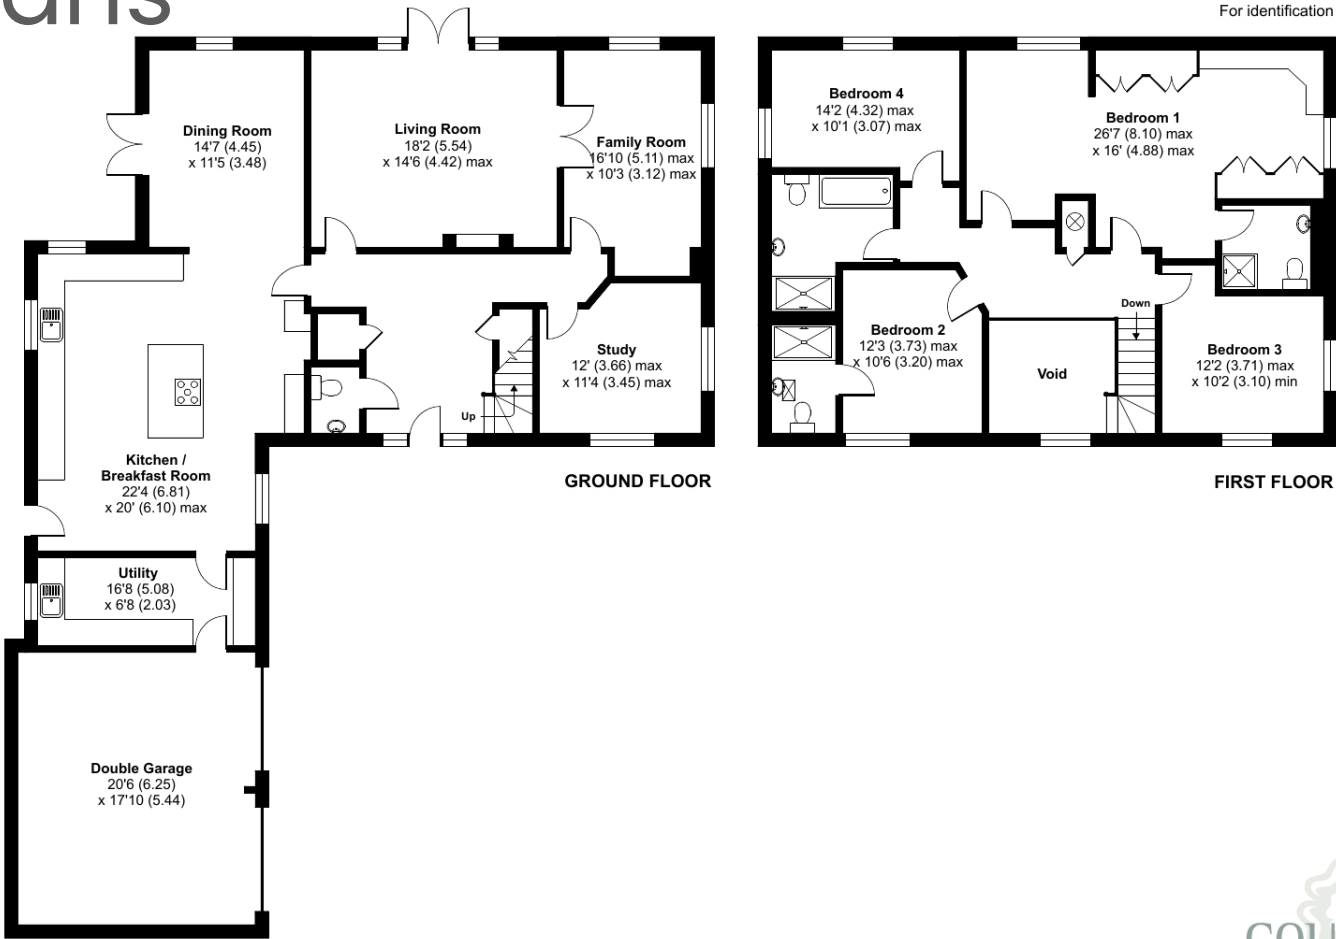 For identification
Dining Room
14'7 (4.45)
x 11'5 (3.48)
Living Room
18'2 (5.54)
x 14'6 (4.42) max
Family Room
16'10 (5.11) max
x 10'3 (3.12) max
Study
12' (3.66) max
x 11'4 (3.45) max
Up
Kitchen /
Breakfast Room
22'4 (6.81)
x 20' (6.10) max
Utility
16'8 (5.08)
x 6'8 (2.03)
Double Garage
20'6 (6.25)
x 17'10 (5.44)
GROUND FLOOR
Bedroom 4
14'2 (4.32) max
x 10'1 (3.07) max
Bedroom 1
26'7 (8.10) max
x 16' (4.88) max
Bedroom 2
12'3 (3.73) max
x 10'6 (3.20) max
Void
Down
Bedroom 3
12'2 (3.71) max
x 10'2 (3.10) min
FIRST FLOOR